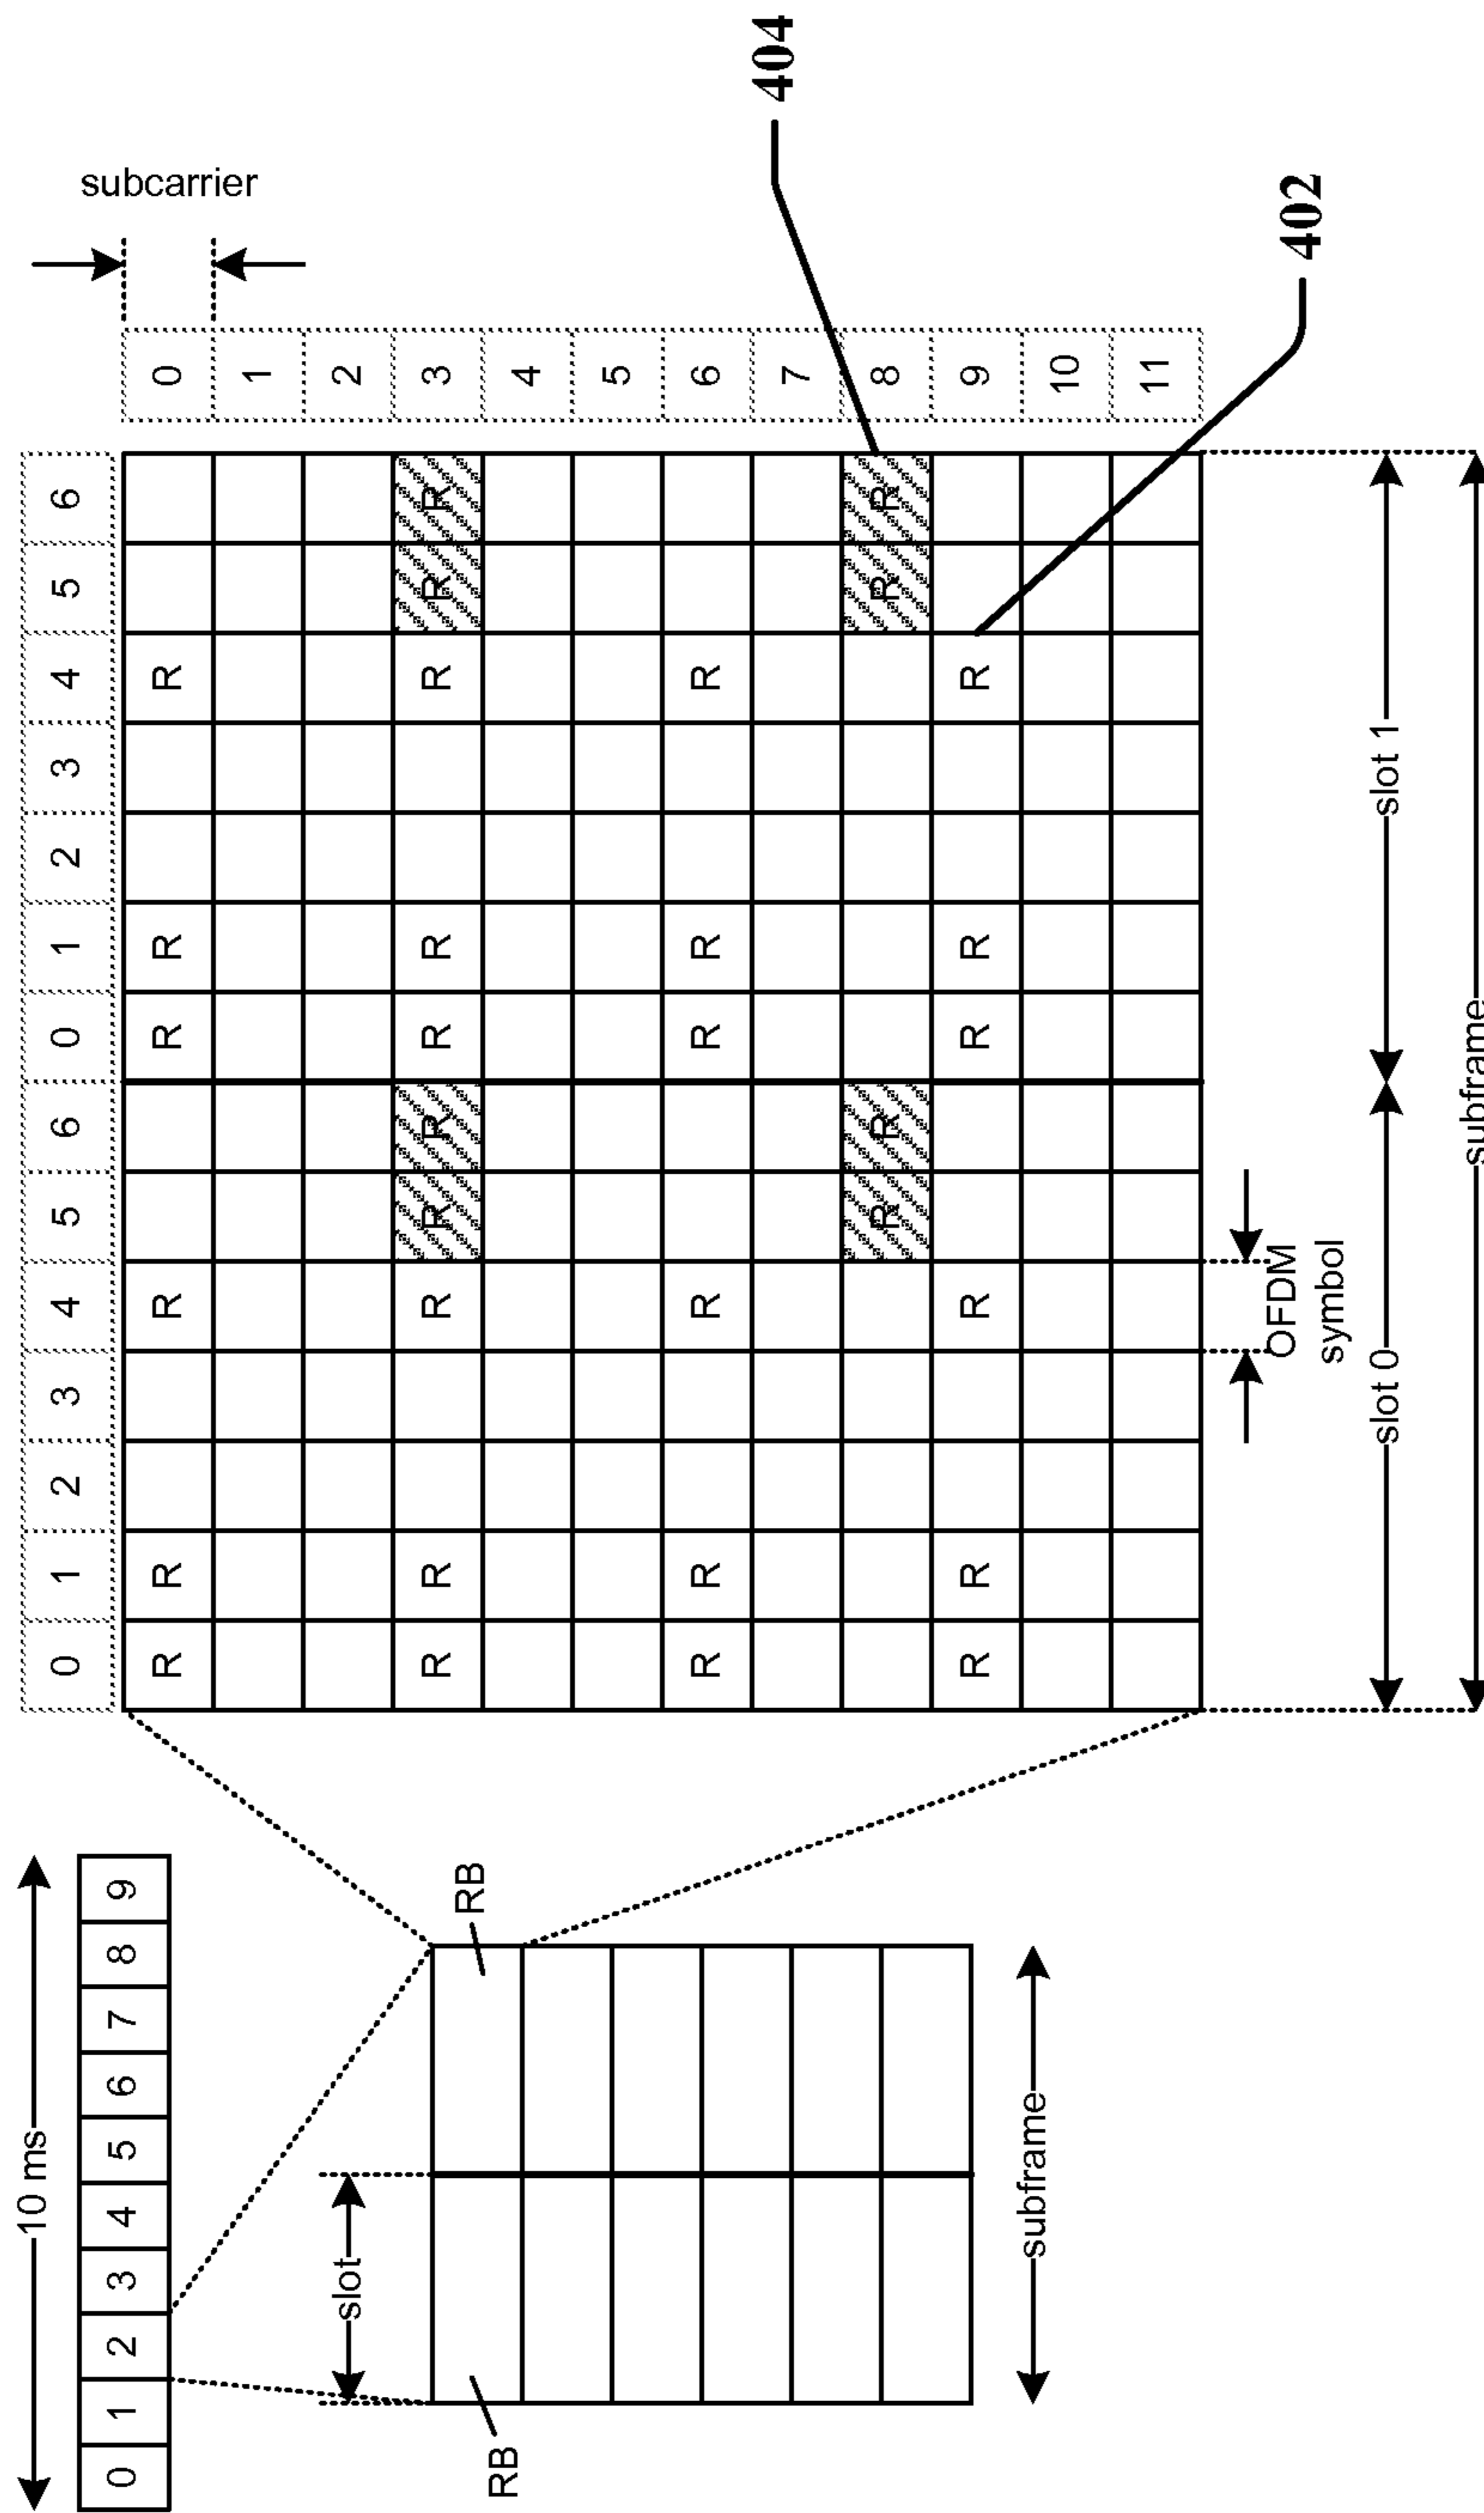 10 ms
0 1 2 3 4 5 6 7 8 9
slot
RB
RB
subframe
0 1 2 3 4 5 6 0 1 2 3 4 5 6
subcarrier
R R R R R R 0
1
2
R R R R R R R R R R 3
4
5
R R R R R R 6
7
R R R R 8
R R R R R R 9
10
11
404
402
OFDM
symbol
slot 0
slot 1
subframe